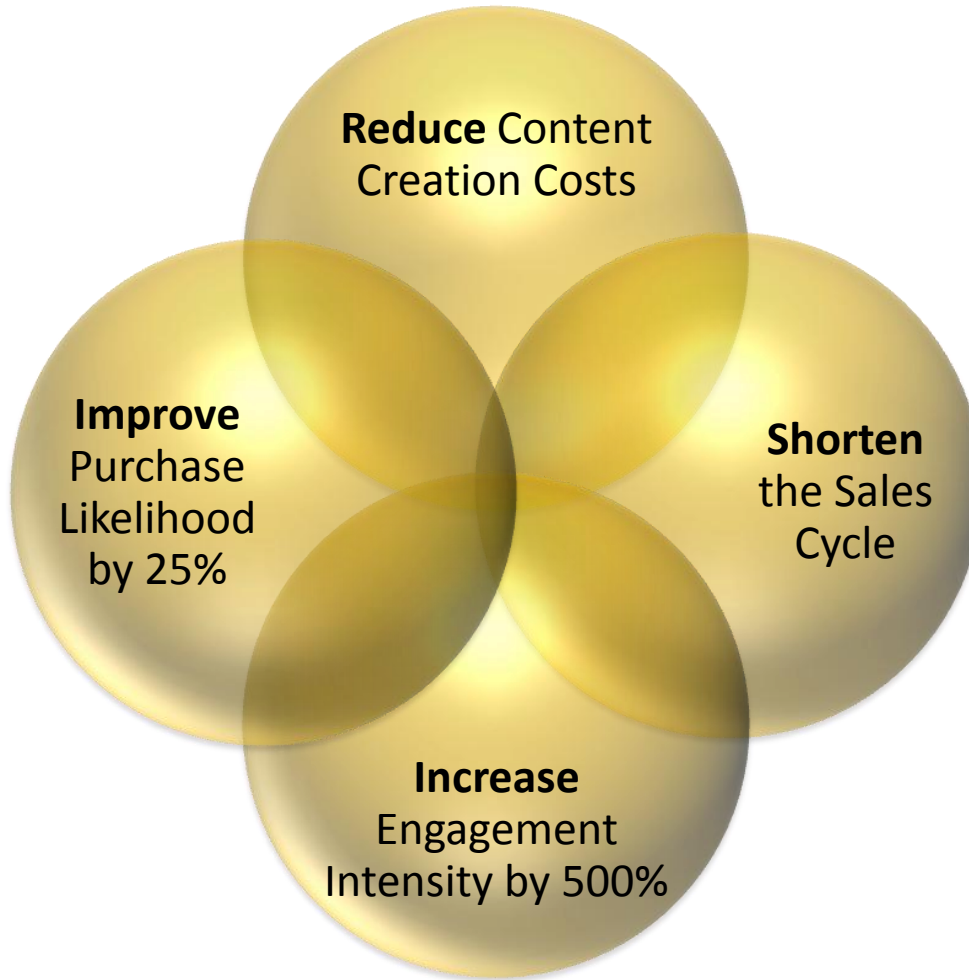 Reduce Content
Creation Costs
Improve
Purchase
Likelihood
by 25%
Shorten
the Sales
Cycle
Increase
Engagement
Intensity by 500%